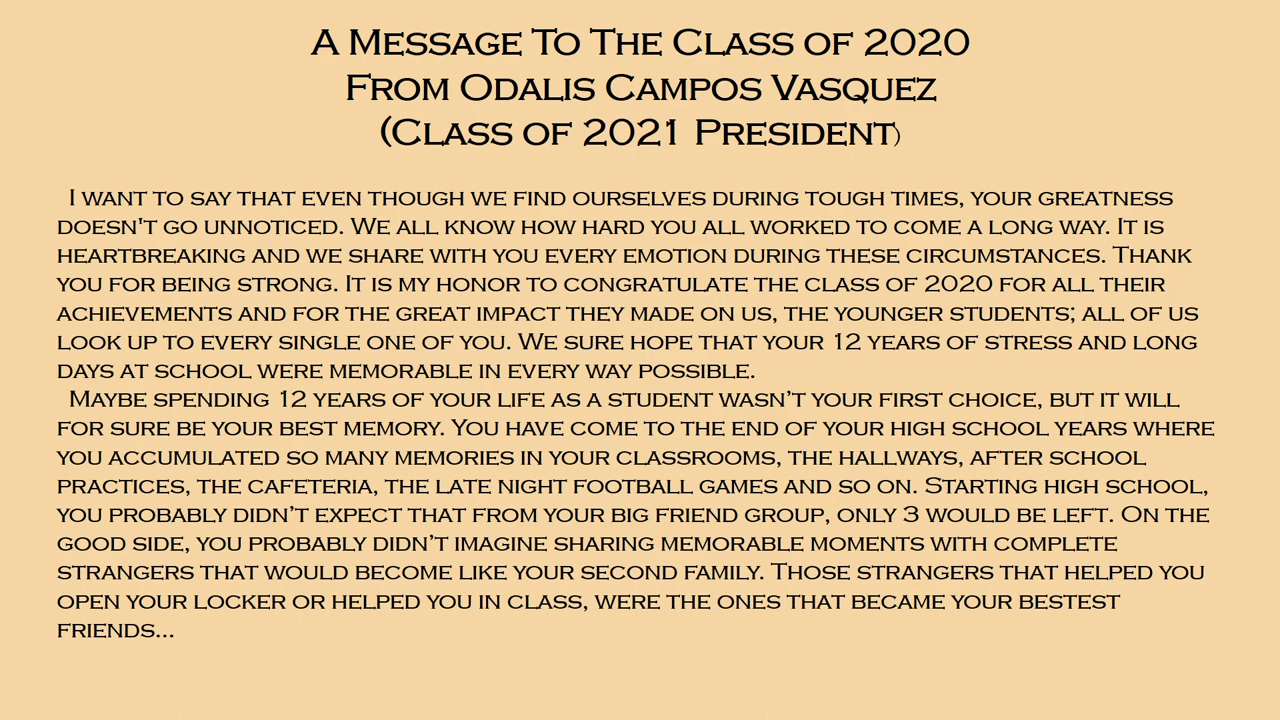 A Message To The Class of 2020
From Odalis Campos Vasquez
(Class of 2021 President)
I want to say that even though we find ourselves during tough times, your greatness
doesn't go unnoticed. We all know how hard you all worked to come a long way. It is
heartbreaking and we share with you every emotion during these circumstances. Thank
you for being strong. It is my honor to congratulate the class of 2020 for all their
achievements and for the great impact they made on us, the younger students; all of us
look up to every single one of you. We sure hope that your 12 years of stress and long
days at school were memorable in every way possible.
Maybe spending 12 years of your life as a student wasn’t your first choice, but it will
for sure be your best memory. You have come to the end of your high school years where
you accumulated so many memories in your classrooms, the hallways, after school
practices, the cafeteria, the late night football games and so on. Starting high school,
you probably didn’t expect that from your big friend group, only 3 would be left. On the
good side, you probably didn’t imagine sharing memorable moments with complete
strangers that would become like your second family. Those strangers that helped you
open your locker or helped you in class, were the ones that became your bestest
friends...